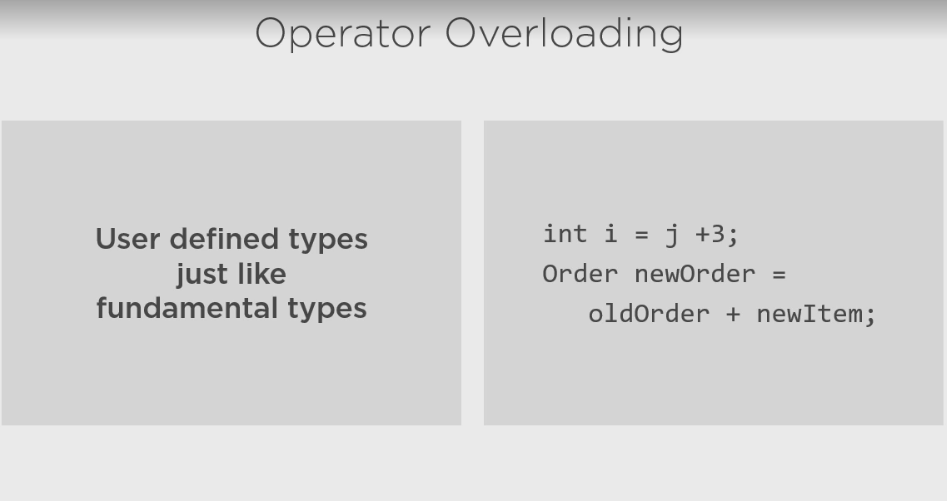 Operator Overloading
User defined types
just like
fundamental types
int i = j +3;
Order newOrder =
oldOrder + newItem;